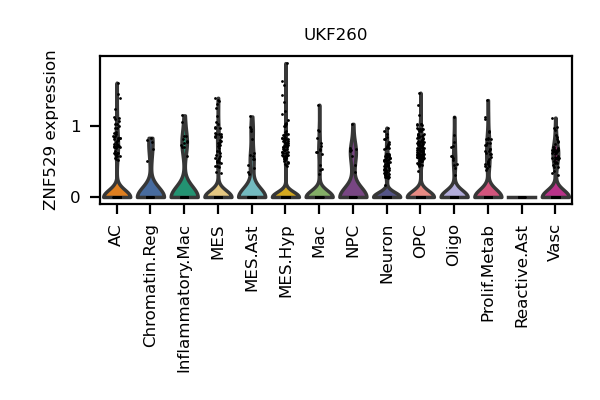 UKF260
ZNF529 expression
1
0
AC
Chromatin.Reg
Inflammatory.Mac
MES
MES.Ast
MES.Hyp
Mac
NPC
Neuron
OPC
Oligo
Prolif.Metab
Reactive.Ast
Vasc